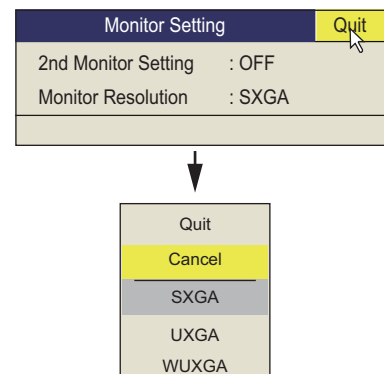 Monitor Setting Quit
2nd Monitor Setting : OFF
Monitor Resolution : SXGA
Quit
Cancel
SXGA
UXGA
WUXGA